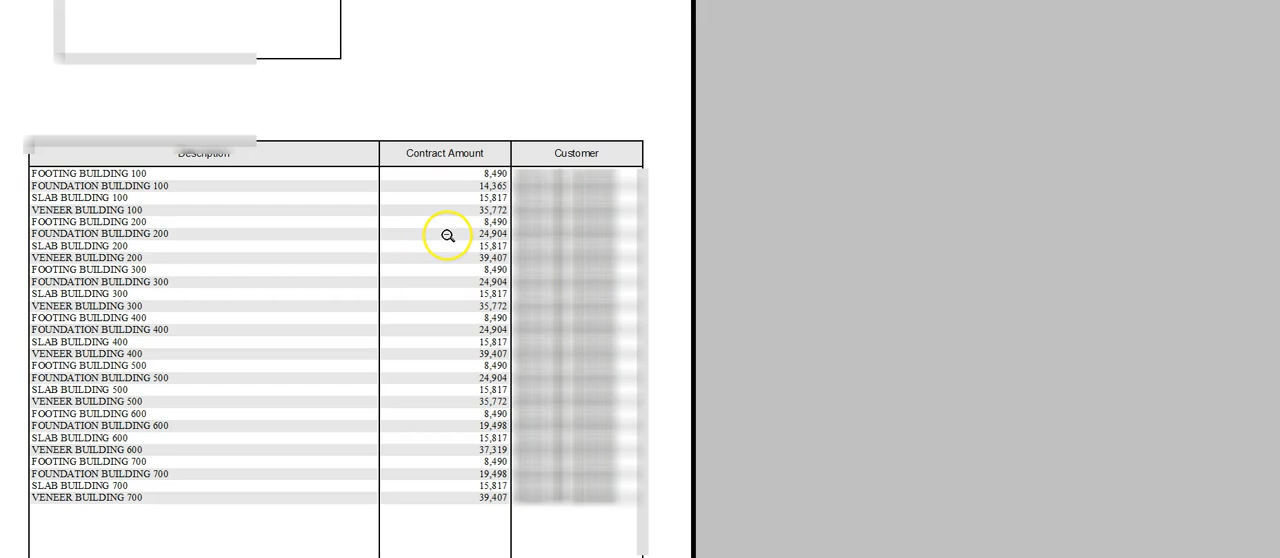 Description Contract Amount Customer
FOOTING BUILDING 100 8,490
FOUNDATION BUILDING 100 14,365
SLAB BUILDING 100 15,817
VENEER BUILDING 100 35,772
FOOTING BUILDING 200 8,490
FOUNDATION BUILDING 200 24,904
SLAB BUILDING 200 15,817
VENEER BUILDING 200 39,407
FOOTING BUILDING 300 8,490
FOUNDATION BUILDING 300 24,904
SLAB BUILDING 300 15,817
VENEER BUILDING 300 35,772
FOOTING BUILDING 400 8,490
FOUNDATION BUILDING 400 24,904
SLAB BUILDING 400 15,817
VENEER BUILDING 400 39,407
FOOTING BUILDING 500 8,490
FOUNDATION BUILDING 500 24,904
SLAB BUILDING 500 15,817
VENEER BUILDING 500 35,772
FOOTING BUILDING 600 8,490
FOUNDATION BUILDING 600 19,498
SLAB BUILDING 600 15,817
VENEER BUILDING 600 37,319
FOOTING BUILDING 700 8,490
FOUNDATION BUILDING 700 19,498
SLAB BUILDING 700 15,817
VENEER BUILDING 700 39,407